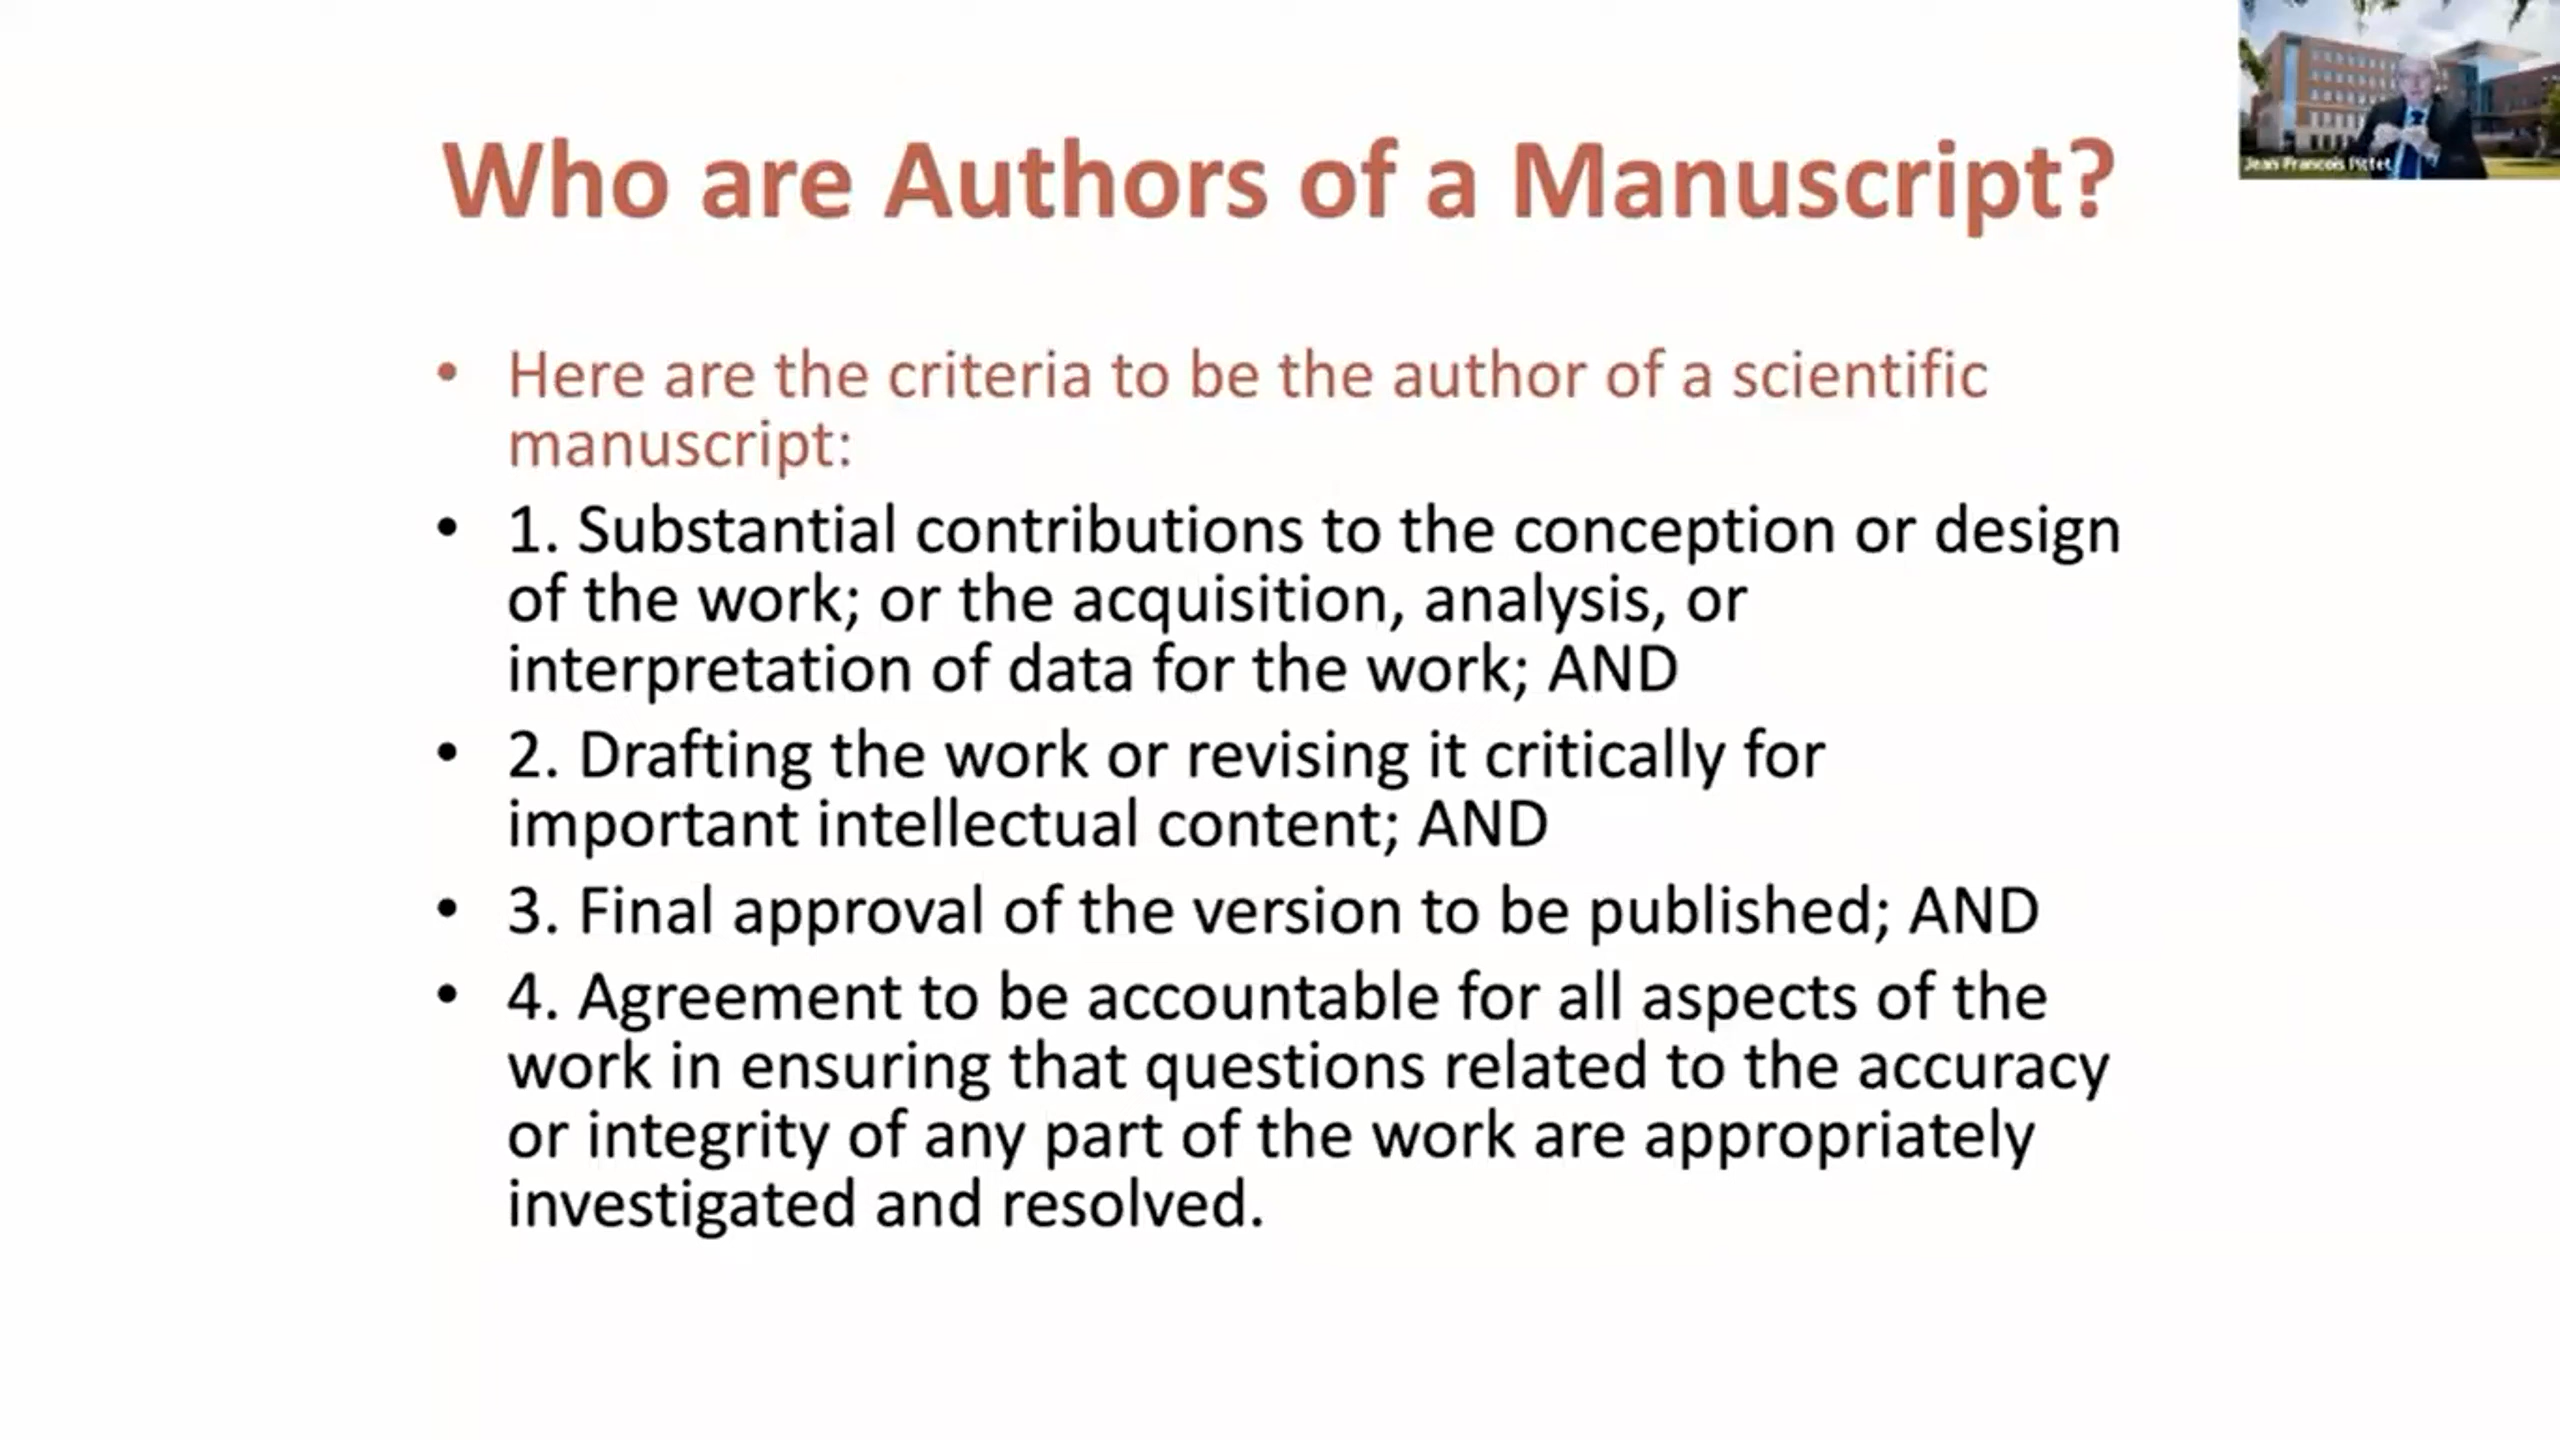 Who are Authors of a Manuscript?
Jean Francois Pittet
• Here are the criteria to be the author of a scientific
manuscript:
• 1. Substantial contributions to the conception or design
of the work; or the acquisition, analysis, or
interpretation of data for the work; AND
• 2. Drafting the work or revising it critically for
important intellectual content; AND
• 3. Final approval of the version to be published; AND
• 4. Agreement to be accountable for all aspects of the
work in ensuring that questions related to the accuracy
or integrity of any part of the work are appropriately
investigated and resolved.